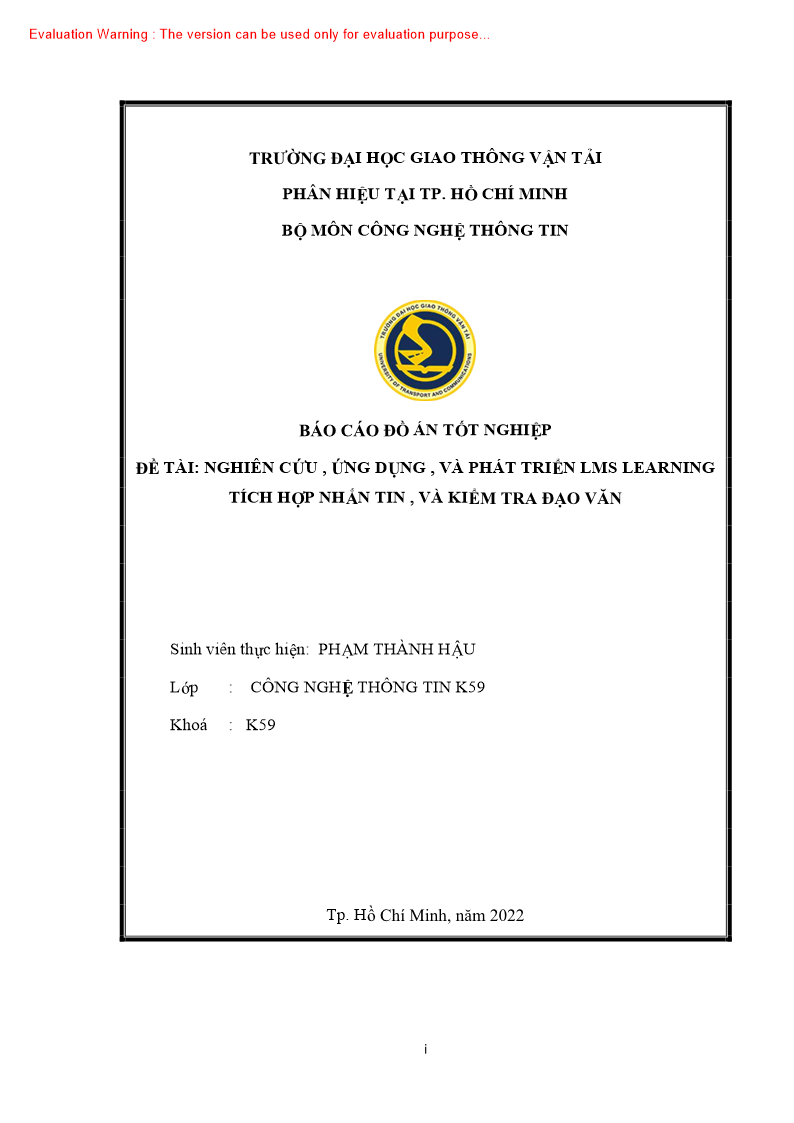 Evaluation Warning : The version can be used only for evaluation purpose...
TRƯỜNG ĐẠI HỌC GIAO THÔNG VẬN TẢI
PHÂN HIỆU TẠI TP. HỒ CHÍ MINH
BỘ MÔN CÔNG NGHỆ THÔNG TIN
TRƯỜNG ĐẠI HỌC GIAO THÔNG VẬN TẢI
UNIVERSITY OF TRANSPORT AND COMMUNICATIONS
BÁO CÁO ĐỒ ÁN TỐT NGHIỆP
ĐỀ TÀI: NGHIÊN CỨU , ỨNG DỤNG , VÀ PHÁT TRIỂN LMS LEARNING
TÍCH HỢP NHẮN TIN , VÀ KIỂM TRA ĐẠO VĂN
Sinh viên thực hiện: PHẠM THÀNH HẬU
Lớp : CÔNG NGHỆ THÔNG TIN K59
Khoá : K59
Tp. Hồ Chí Minh, năm 2022
i